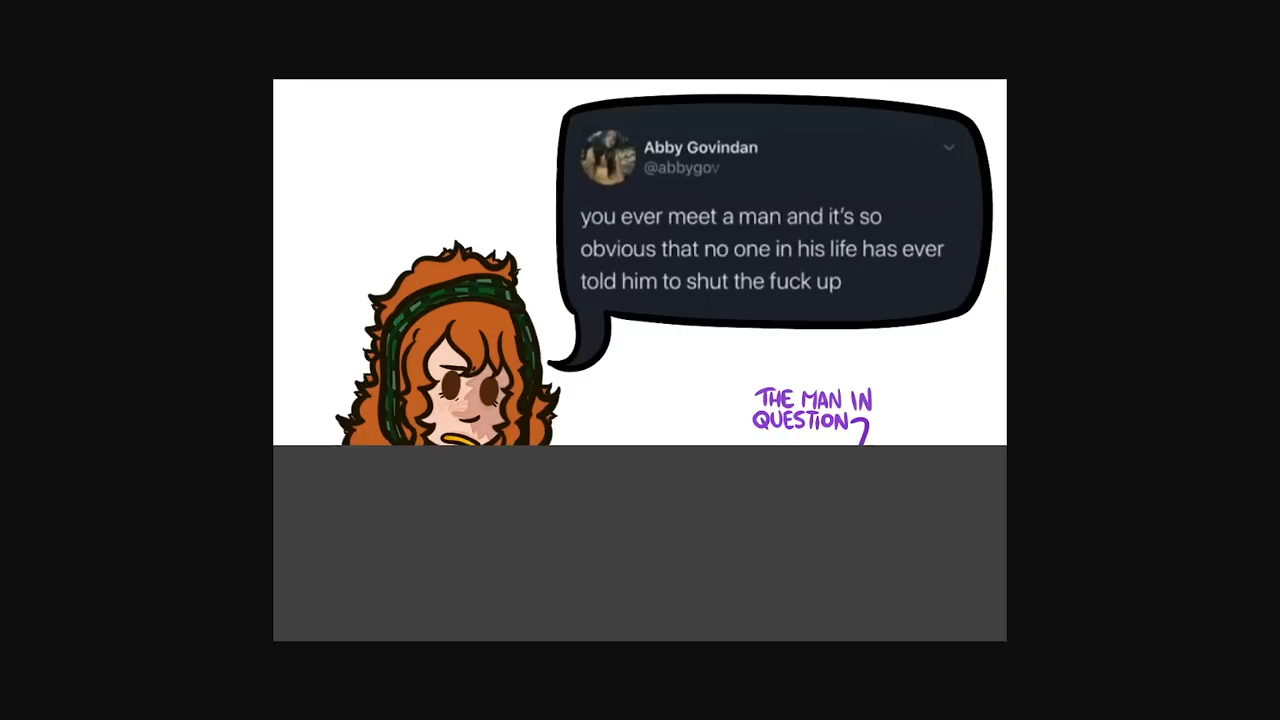 Abby Govindan
@abbygov
you ever meet a man and it's so
obvious that no one in his life has ever
told him to shut the fuck up
THE MAN IN
QUESTION